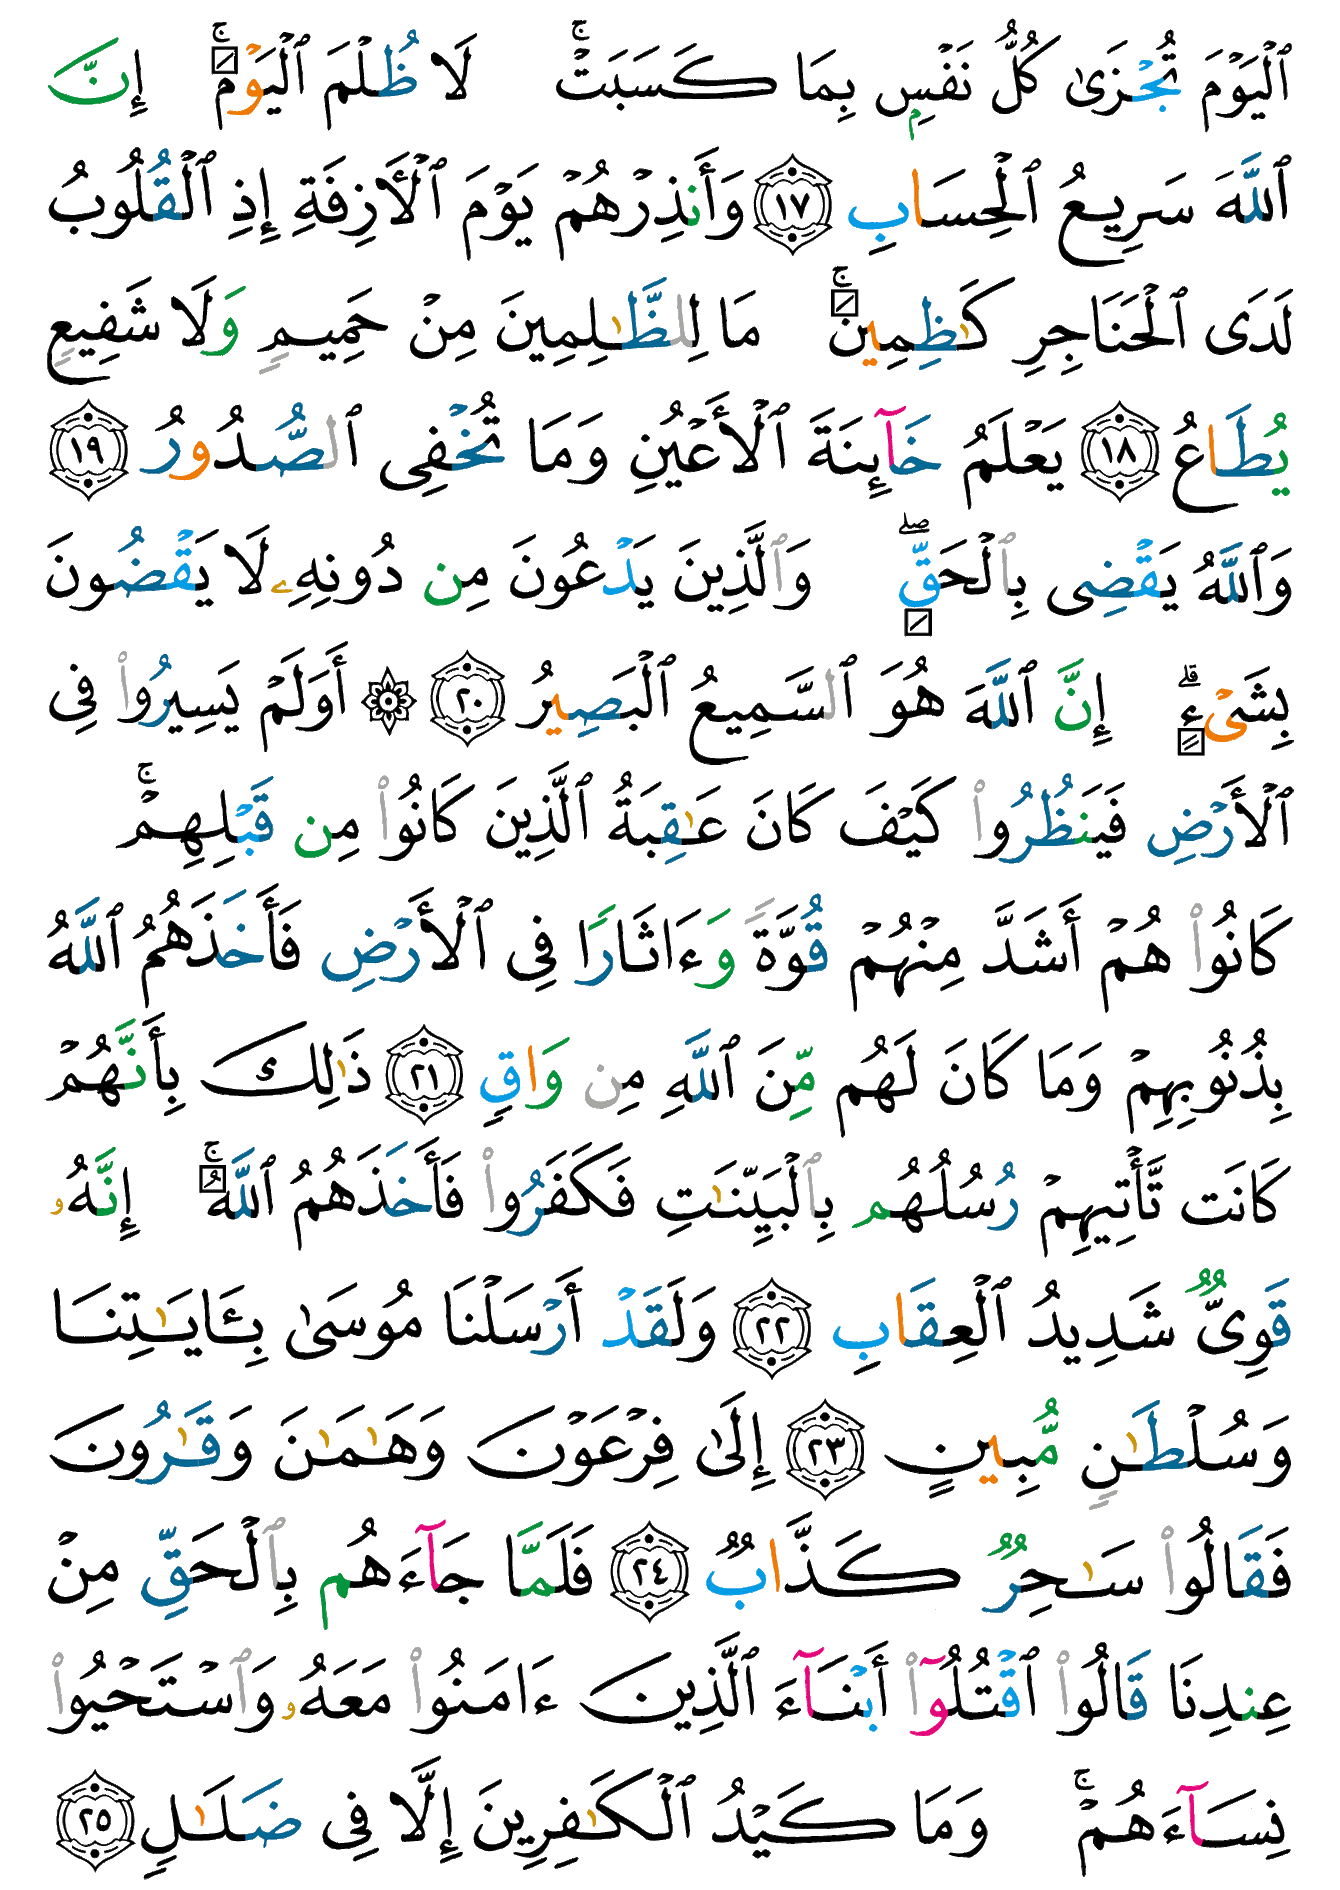 ٱلۡيَوۡمَ تُجۡزَىٰ كُلُّ نَفۡسِۭ بِمَا كَسَبَتۡۚ لَا ظُلۡمَ ٱلۡيَوۡمَۚ إِنَّ
ٱللَّهَ سَرِيعُ ٱلۡحِسَابِ ١٧ وَأَنذِرۡهُمۡ يَوۡمَ ٱلۡأٓزِفَةِ إِذِ ٱلۡقُلُوبُ
لَدَى ٱلۡحَنَاجِرِ كَٰظِمِينَۚ مَا لِلظَّٰلِمِينَ مِنۡ حَمِيمٖ وَلَا شَفِيعٖ
يُطَاعُ ١٨ يَعۡلَمُ خَآئِنَةَ ٱلۡأَعۡيُنِ وَمَا تُخۡفِى ٱلصُّدُورُ ١٩
وَٱللَّهُ يَقۡضِى بِٱلۡحَقِّۖ وَٱلَّذِينَ يَدۡعُونَ مِن دُونِهِۦ لَا يَقۡضُونَ
بِشَىۡءٍۗ إِنَّ ٱللَّهَ هُوَ ٱلسَّمِيعُ ٱلۡبَصِيرُ ٢٠ ۞ أَوَلَمۡ يَسِيرُواْ فِى
ٱلۡأَرۡضِ فَيَنظُرُواْ كَيۡفَ كَانَ عَٰقِبَةُ ٱلَّذِينَ كَانُواْ مِن قَبۡلِهِمۡۚ
كَانُواْ هُمۡ أَشَدَّ مِنۡهُمۡ قُوَّةٗ وَءَاثَارٗا فِى ٱلۡأَرۡضِ فَأَخَذَهُمُ ٱللَّهُ
بِذُنُوبِهِمۡ وَمَا كَانَ لَهُم مِّنَ ٱللَّهِ مِن وَاقٖ ٢١ ذَٰلِكَ بِأَنَّهُمۡ
كَانَت تَّأۡتِيهِمۡ رُسُلُهُم بِٱلۡبَيِّنَٰتِ فَكَفَرُواْ فَأَخَذَهُمُ ٱللَّهُۚ إِنَّهُۥ
قَوِىّٞ شَدِيدُ ٱلۡعِقَابِ ٢٢ وَلَقَدۡ أَرۡسَلۡنَا مُوسَىٰ بِـَٔايَٰتِنَا
وَسُلۡطَٰنٖ مُّبِينٍ ٢٣ إِلَىٰ فِرۡعَوۡنَ وَهَٰمَٰنَ وَقَٰرُونَ
فَقَالُواْ سَٰحِرٞ كَذَّابٞ ٢٤ فَلَمَّا جَآءَهُم بِٱلۡحَقِّ مِنۡ
عِندِنَا قَالُواْ ٱقۡتُلُوٓاْ أَبۡنَآءَ ٱلَّذِينَ ءَامَنُواْ مَعَهُۥ وَٱسۡتَحۡيُواْ
نِسَآءَهُمۡۚ وَمَا كَيۡدُ ٱلۡكَٰفِرِينَ إِلَّا فِى ضَلَٰلٖ ٢٥